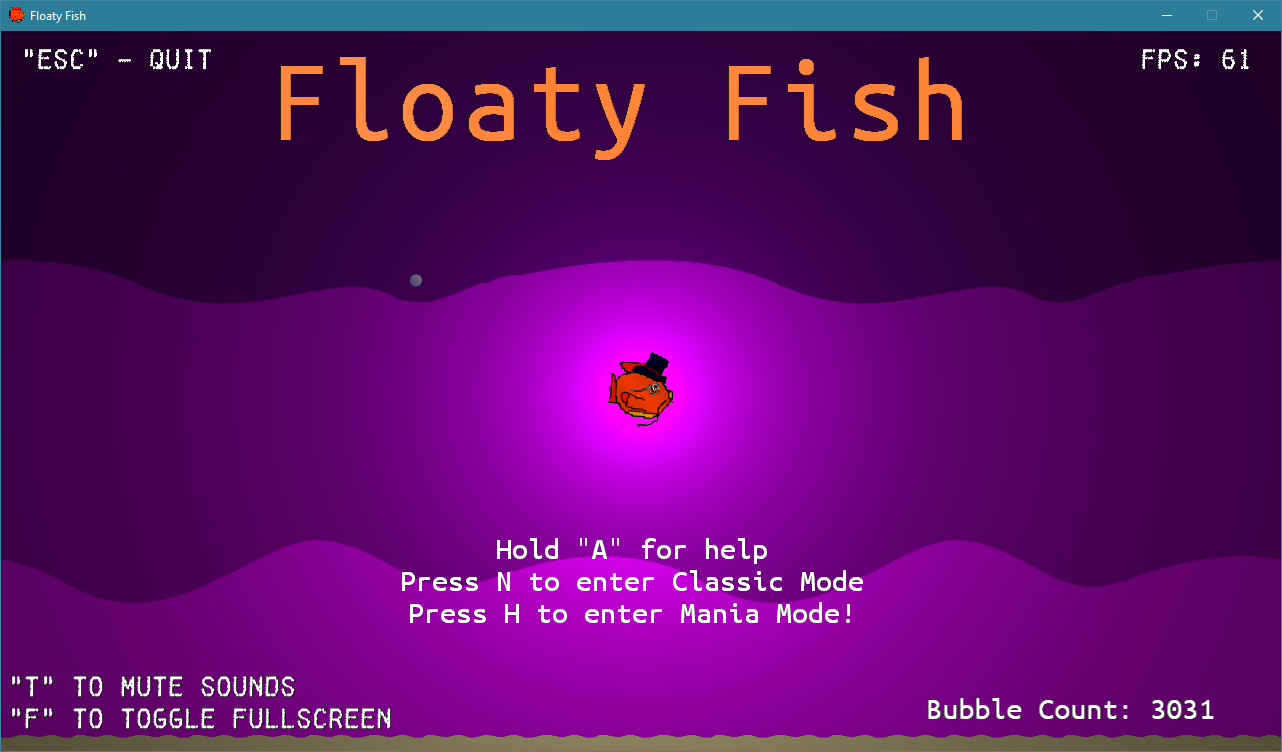 Floaty Fish
"ESC" - QUIT
Floaty Fish
FPS: 61
Hold "A" for help
Press N to enter Classic Mode
Press H to enter Mania Mode!
"T" TO MUTE SOUNDS
"F" TO TOGGLE FULLSCREEN
Bubble Count: 3031